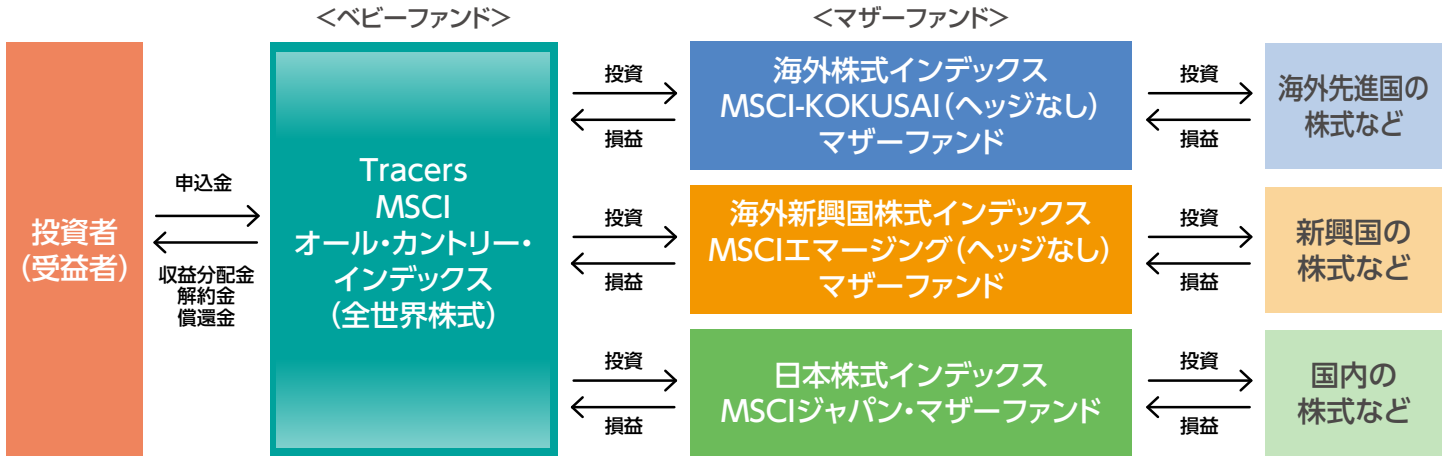 <ベビーファンド>
<マザーファンド>
投資者
(受益者)
申込金
収益分配金
解約金
償還金
Tracers
MSCI
オール・カントリー・
インデックス
(全世界株式)
投資
損益
海外株式インデックス
MSCI-KOKUSAI(ヘッジなし)
マザーファンド
投資
損益
海外先進国の
株式など
投資
損益
海外新興国株式インデックス
MSCIエマージング(ヘッジなし)
マザーファンド
投資
損益
新興国の
株式など
投資
損益
日本株式インデックス
MSCIジャパン・マザーファンド
投資
損益
国内の
株式など